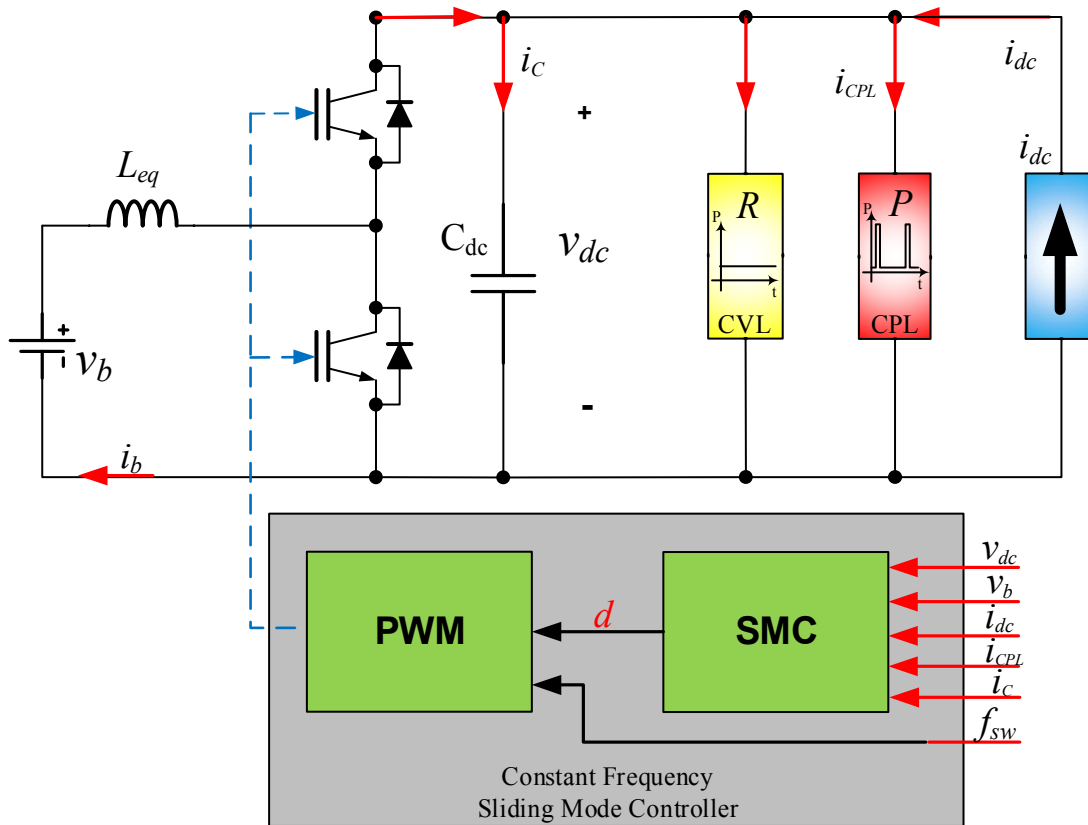 i_C
i_CPL
i_dc
L_eq
+
i_dc
C_dc
v_dc
R
P
P
P
t
t
CVL
CPL
+
-
v_b
-
i_b
v_dc
v_b
PWM
d
SMC
i_dc
i_CPL
i_C
f_sw
Constant Frequency
Sliding Mode Controller